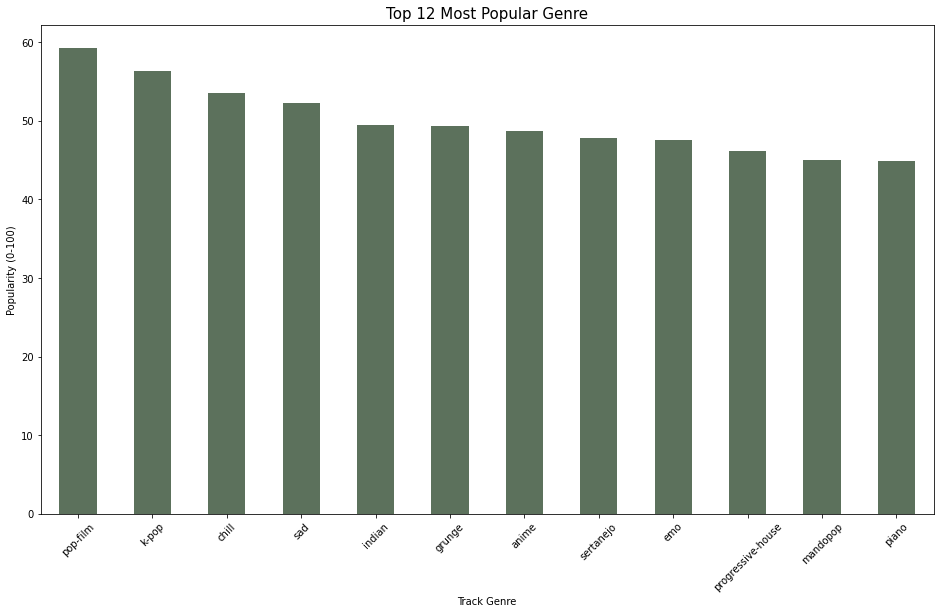 Top 12 Most Popular Genre
60
50
40
30
20
10
0
Popularity (0-100)
pop-film
k-pop
chill
sad
indian
grunge
anime
sertanejo
emo
progressive-house
mandopop
piano
Track Genre